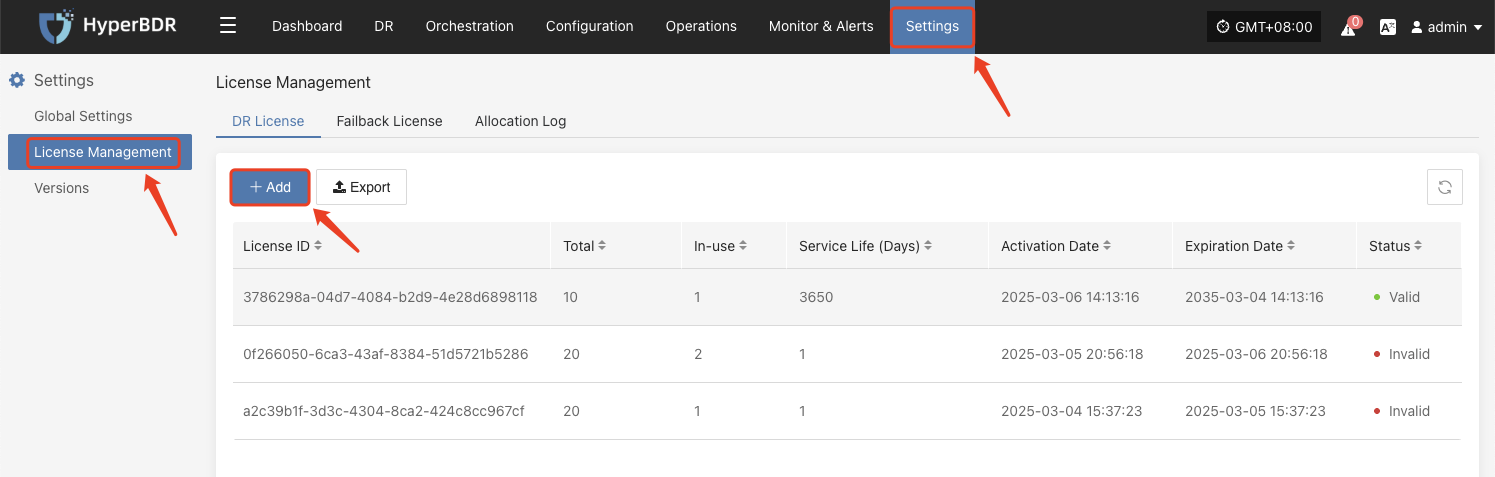 HyperBDR Dashboard DR Orchestration Configuration Operations Monitor & Alerts Settings GMT+08:00 0 A admin
Settings
Global Settings
License Management
Versions
License Management
DR License Failback License Allocation Log
+ Add Export
License ID Total In-use Service Life (Days) Activation Date Expiration Date Status
3786298a-04d7-4084-b2d9-4e28d6898118 10 1 3650 2025-03-06 14:13:16 2035-03-04 14:13:16 Valid
0f266050-6ca3-43af-8384-51d5721b5286 20 2 1 2025-03-05 20:56:18 2025-03-06 20:56:18 Invalid
a2c39b1f-3d3c-4304-8ca2-424c8cc967cf 20 1 1 2025-03-04 15:37:23 2025-03-05 15:37:23 Invalid